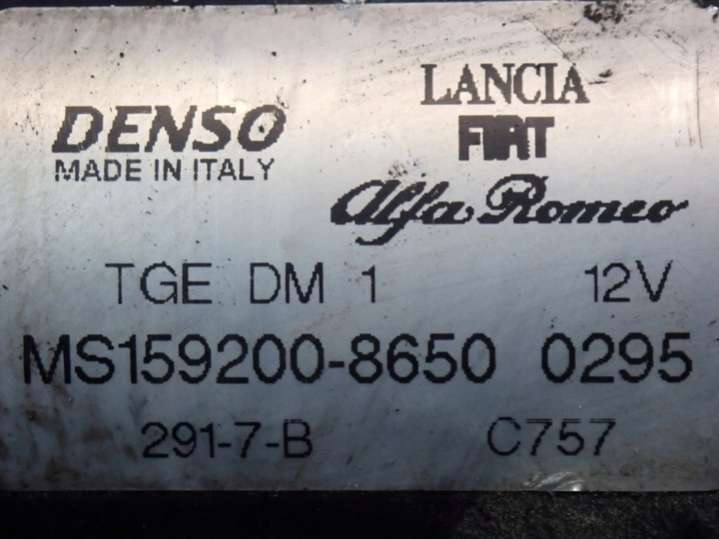 DENSO
MADE IN ITALY
LANCIA
FIAT
Alfa Romeo
TGE DM 1 12V
MS159200-8650 0295
291-7-B C757